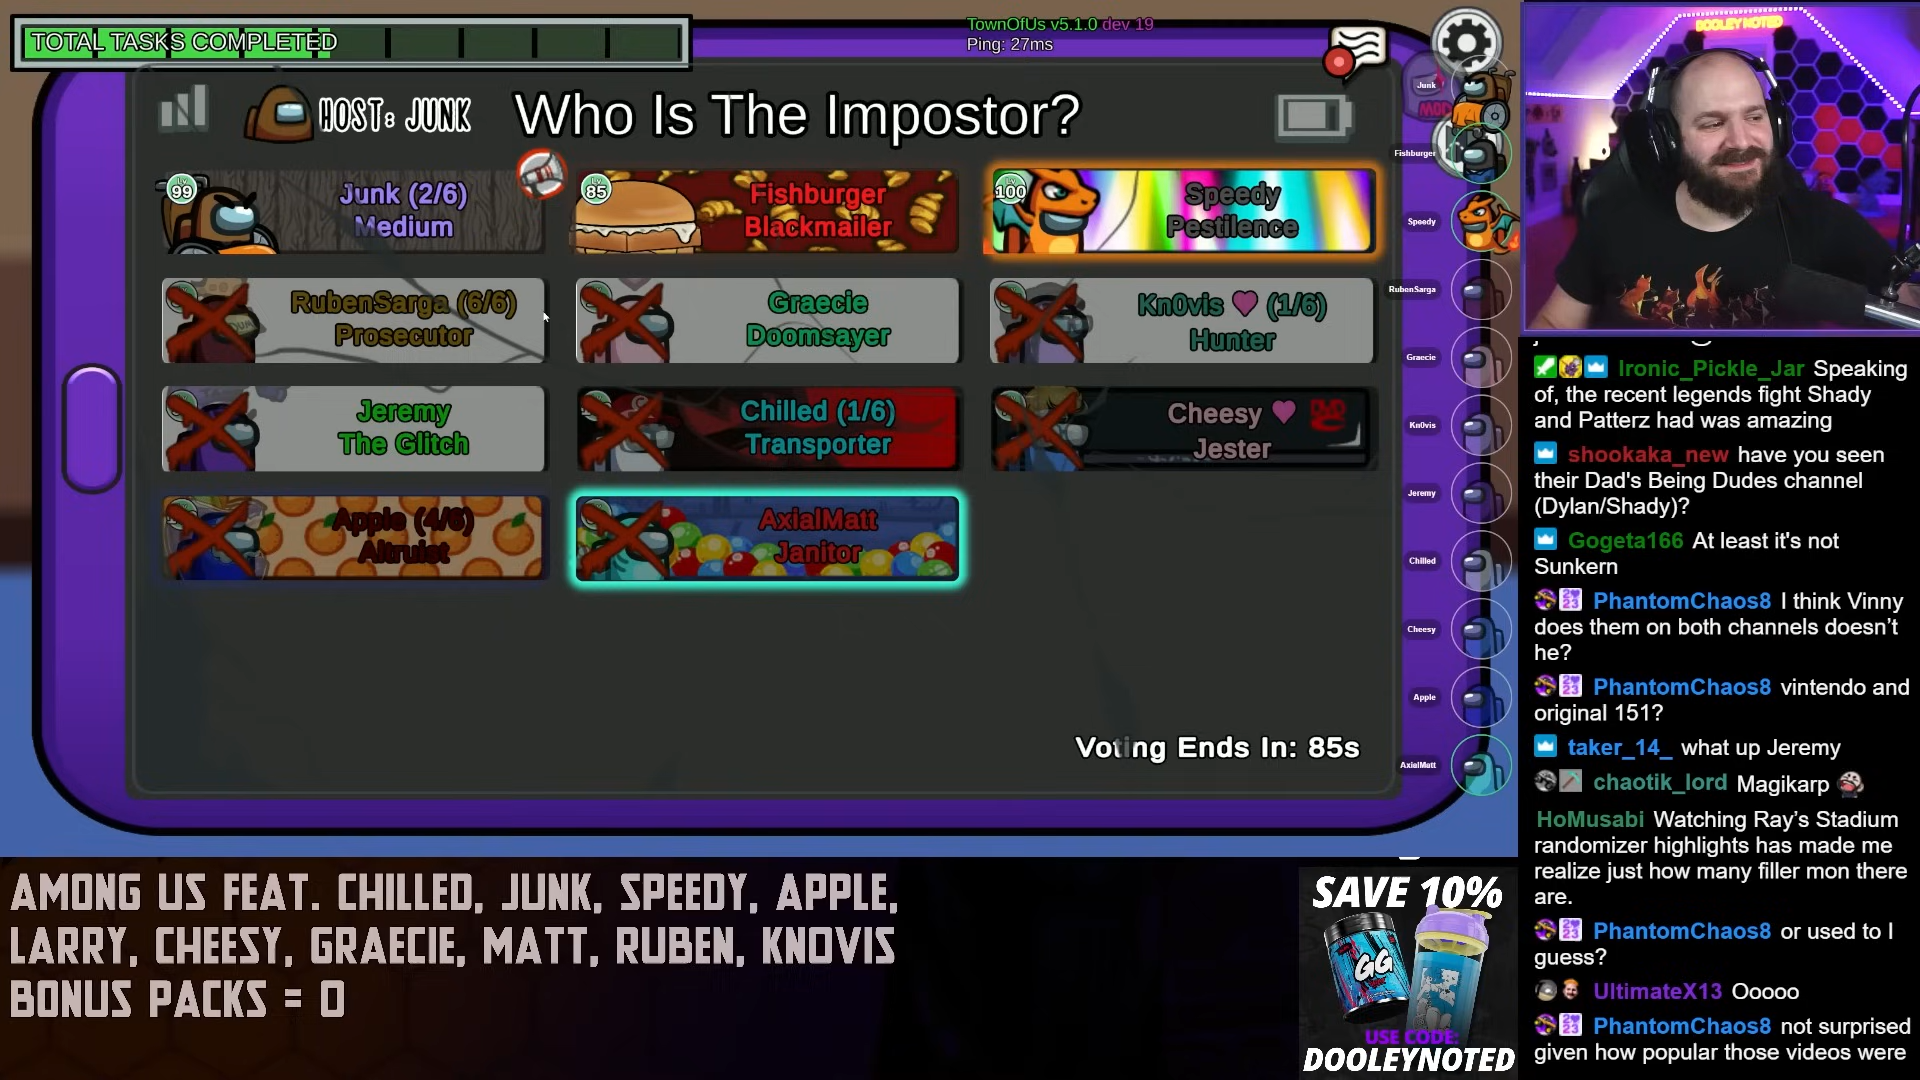 TOTAL TASKS COMPLETED
TownOfUs v5.1.0 dev 19
Ping: 27ms
HOST: JUNK
Who Is The Impostor?
Lv 99
Junk (2/6)
Medium
Lv 85
Fishburger
Blackmailer
Lv 100
Speedy
Pestilence
RubenSarga (6/6)
Prosecutor
Graecie
Doomsayer
Kn0vis (1/6)
Hunter
Jeremy
The Glitch
Chilled (1/6)
Transporter
Cheesy
Jester
Apple (4/6)
Altruist
AxialMatt
Janitor
Voting Ends In: 85s
Junk
MOD
Fishburger
Speedy
RubenSarga
Graecie
Kn0vis
Jeremy
Chilled
Cheesy
Apple
AxialMatt
DOOLEY NOTED
Ironic_Pickle_Jar Speaking
of, the recent legends fight Shady
and Patterz had was amazing
shookaka_new have you seen
their Dad's Being Dudes channel
(Dylan/Shady)?
Gogeta166 At least it's not
Sunkern
PhantomChaos8 I think Vinny
does them on both channels doesn't
he?
PhantomChaos8 vintendo and
original 151?
taker_14_ what up Jeremy
chaotik_lord Magikarp
HoMusabi Watching Ray's Stadium
randomizer highlights has made me
realize just how many filler mon there
are.
PhantomChaos8 or used to I
guess?
UltimateX13 Ooooo
PhantomChaos8 not surprised
given how popular those videos were
AMONG US FEAT. CHILLED, JUNK, SPEEDY, APPLE,
LARRY, CHEESY, GRAECIE, MATT, RUBEN, KNOVIS
BONUS PACKS = 0
SAVE 10%
GG
USE CODE:
DOOLEYNOTED